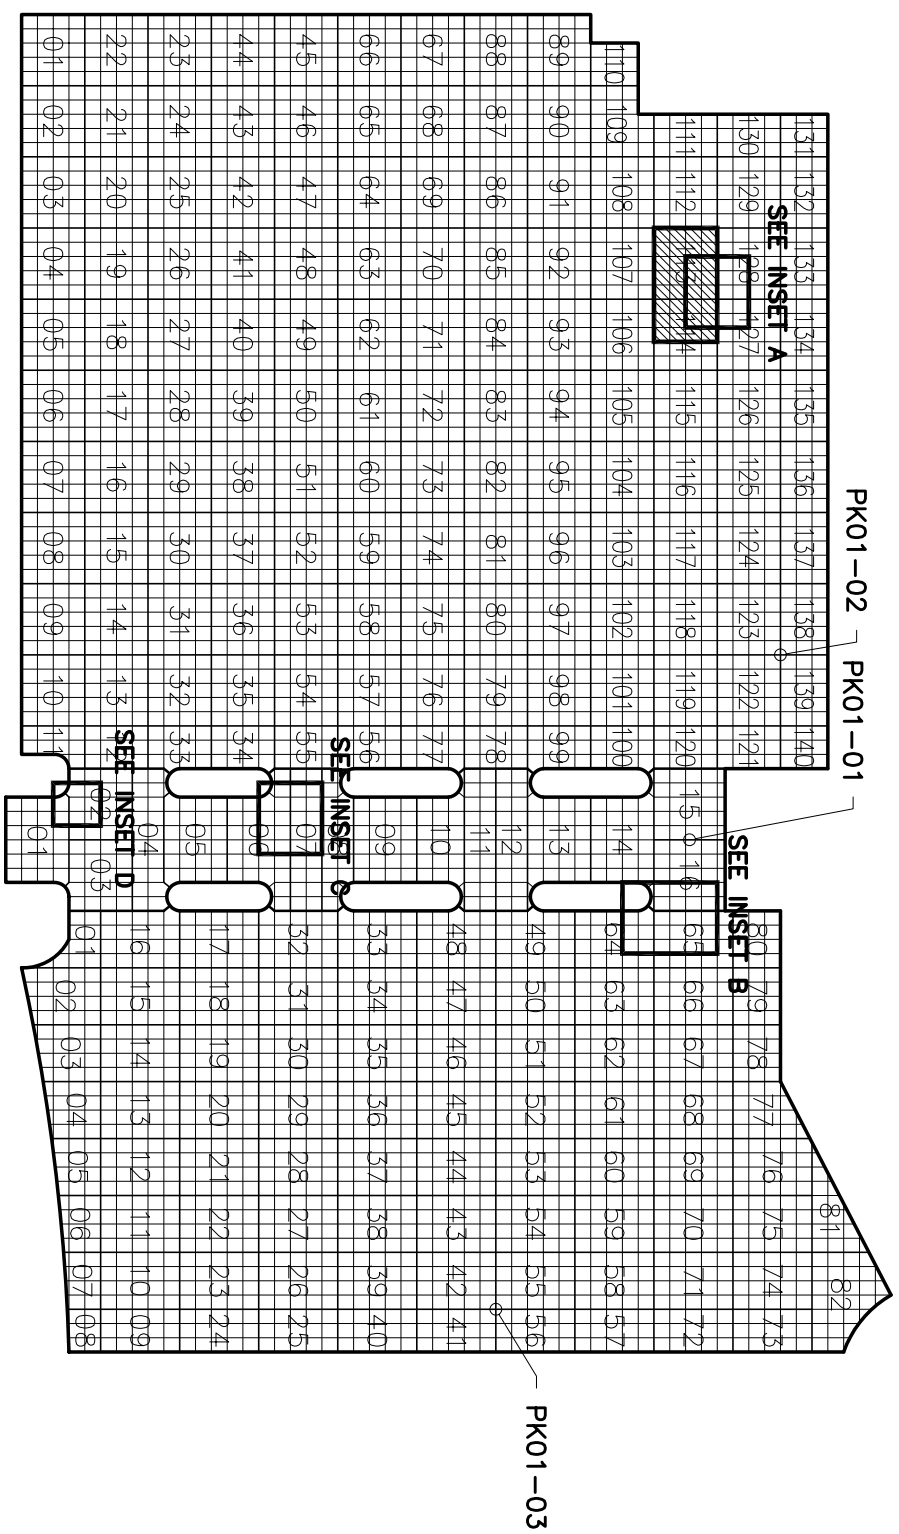 PK01-02 PK01-01
82
81
131 132 133 134 135 136 137 138 139 140
SEE INSET A
77 76 75 74 73
130 129 128 127 126 125 124 123 122 121 80 79 78
SEE INSET B
111 112 114 115 116 117 118 119 120 15 16 65 66 67 68 69 70 71 72
110 109 108 107 106 105 104 103 102 101 100 14 64 63 62 61 60 59 58 57
89 90 91 92 93 94 95 96 97 98 99 13 49 50 51 52 53 54 55 56
PK01-03
88 87 86 85 84 83 82 81 80 79 78 12
11
67 68 69 70 71 72 73 74 75 76 77 10 48 47 46 45 44 43 42 41
66 65 64 63 62 61 60 59 58 57 56 09 33 34 35 36 37 38 39 40
SEE INSET C
45 46 47 48 49 50 51 52 53 54 55 07 32 31 30 29 28 27 26 25
44 43 42 41 40 39 38 37 36 35 34 06
23 24 25 26 27 28 29 30 31 32 33 05 17 18 19 20 21 22 23 24
04 16 15 14 13 12 11 10 09
22 21 20 19 18 17 16 15 14 13
SEE INSET D
02 03
01 02 03 04 05 06 07 08
01 02 03 04 05 06 07 08 09 10 11 01